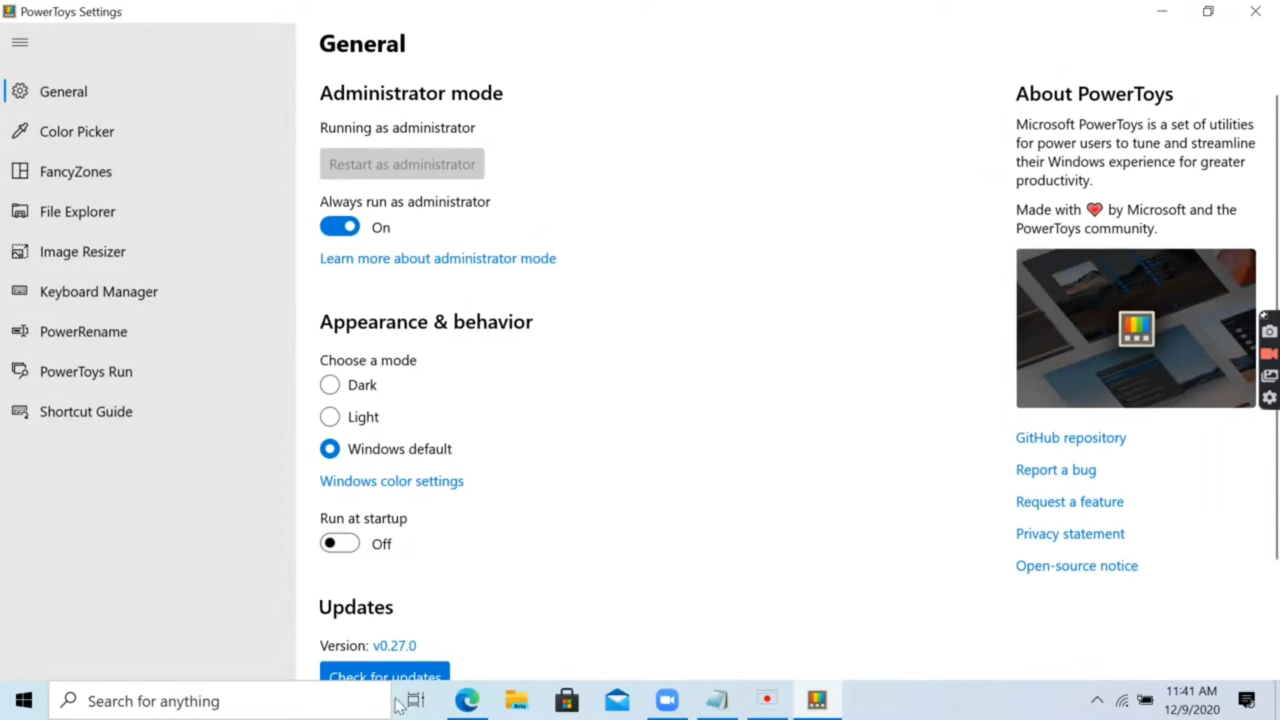 PowerToys Settings
General
Color Picker
FancyZones
File Explorer
Image Resizer
Keyboard Manager
PowerRename
PowerToys Run
Shortcut Guide
General
Administrator mode
Running as administrator
Restart as administrator
Always run as administrator
On
Learn more about administrator mode
Appearance & behavior
Choose a mode
Dark
Light
Windows default
Windows color settings
Run at startup
Off
Updates
Version: v0.27.0
Check for updates
About PowerToys
Microsoft PowerToys is a set of utilities
for power users to tune and streamline
their Windows experience for greater
productivity.
Made with ❤ by Microsoft and the
PowerToys community.
GitHub repository
Report a bug
Request a feature
Privacy statement
Open-source notice
Search for anything
Beta
11:41 AM
12/9/2020